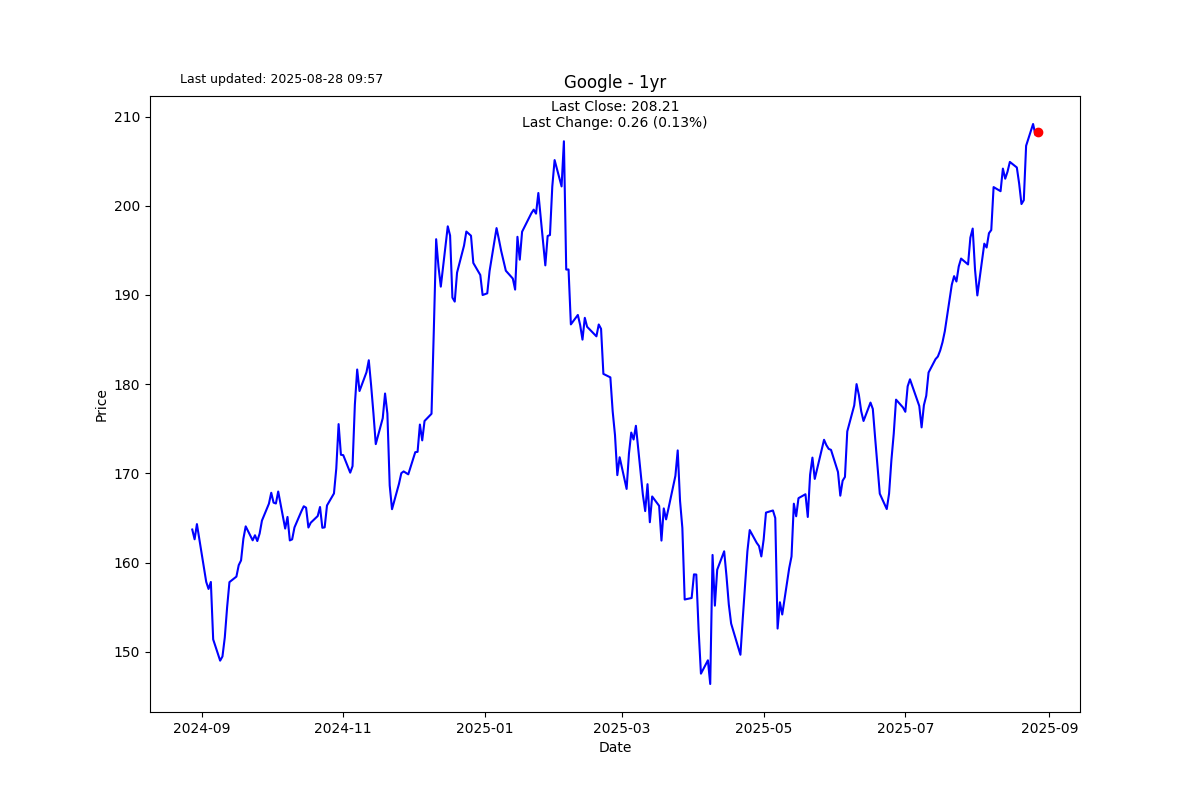 Last updated: 2025-08-28 09:57
Google - 1yr
Last Close: 208.21
Last Change: 0.26 (0.13%)
210
200
190
180
170
160
150
Price
2024-09 2024-11 2025-01 2025-03 2025-05 2025-07 2025-09
Date